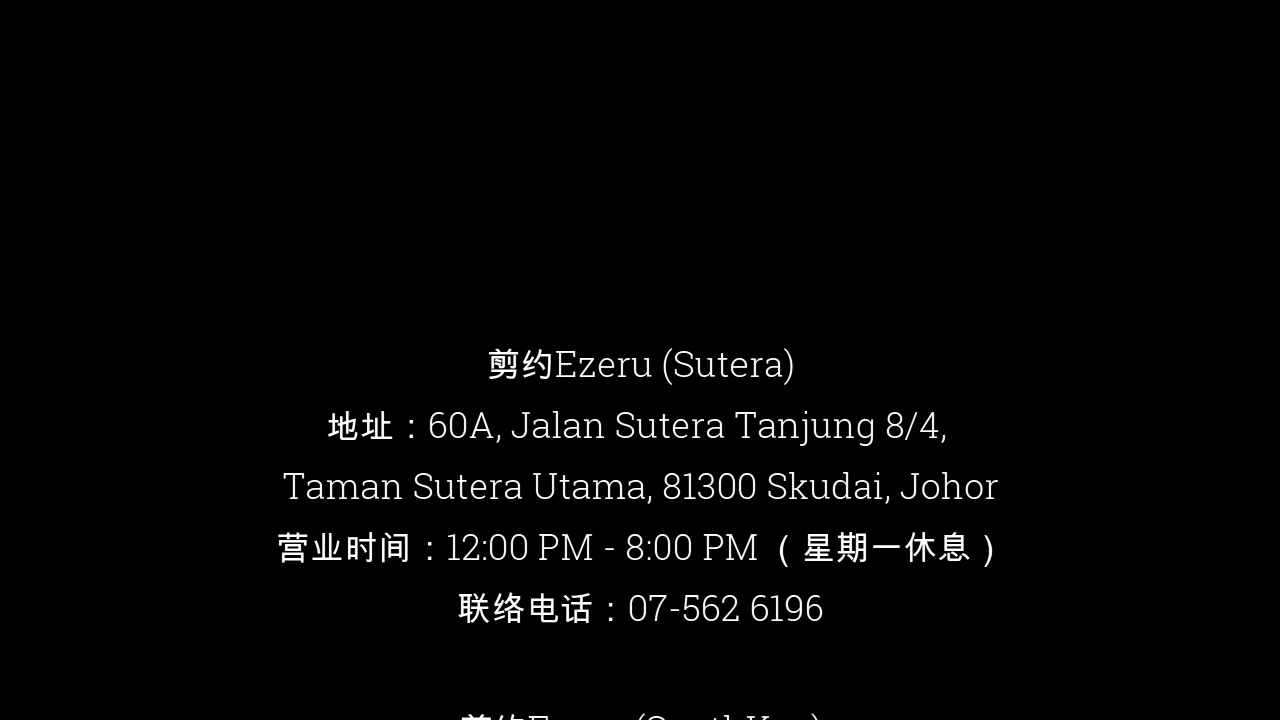 剪约Ezeru (Sutera)
地址：60A, Jalan Sutera Tanjung 8/4,
Taman Sutera Utama, 81300 Skudai, Johor
营业时间：12:00 PM - 8:00 PM （星期一休息）
联络电话：07-562 6196